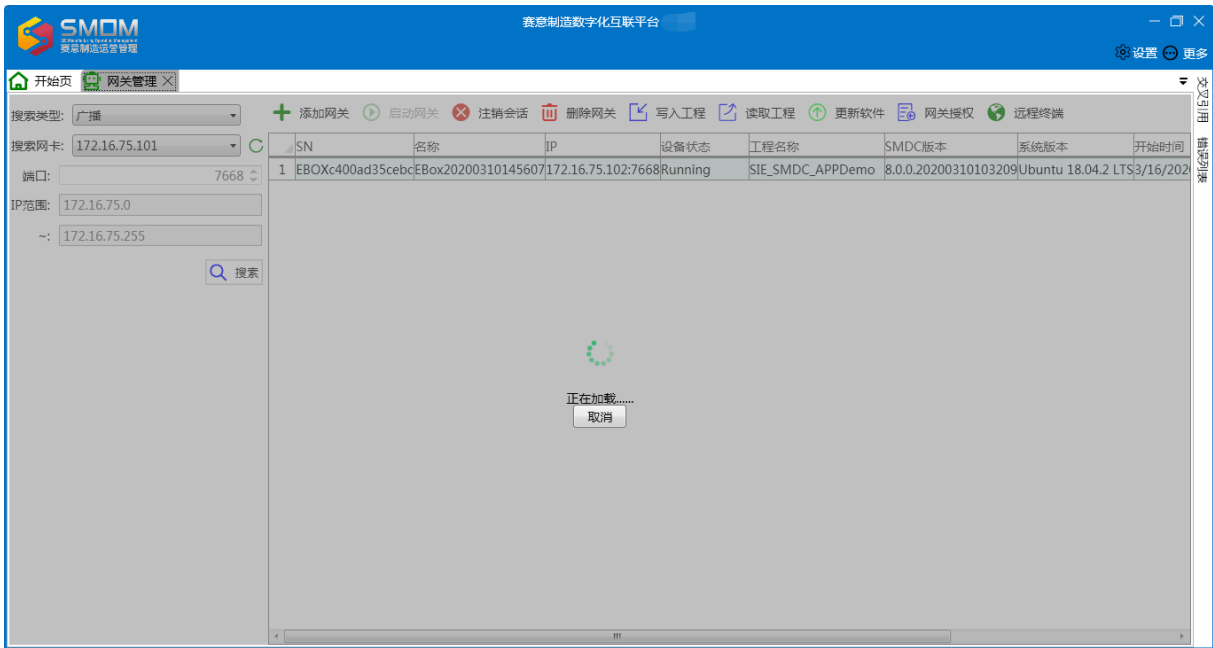 SMOM
赛意制造运营管理
赛意制造数字化互联平台
设置 更多
开始页 网关管理
交叉引用
错误列表
搜索类型: 广播
搜索网卡: 172.16.75.101
端口: 7668
IP范围: 172.16.75.0
~: 172.16.75.255
搜索
添加网关 启动网关 注销会话 删除网关 写入工程 读取工程 更新软件 网关授权 远程终端
SN 名称 IP 设备状态 工程名称 SMDC版本 系统版本 开始时间
1 EBOXc400ad35cebc EBox20200310145607 172.16.75.102:7668 Running SIE_SMDC_APPDemo 8.0.0.20200310103209 Ubuntu 18.04.2 LTS 3/16/202
正在加载......
取消